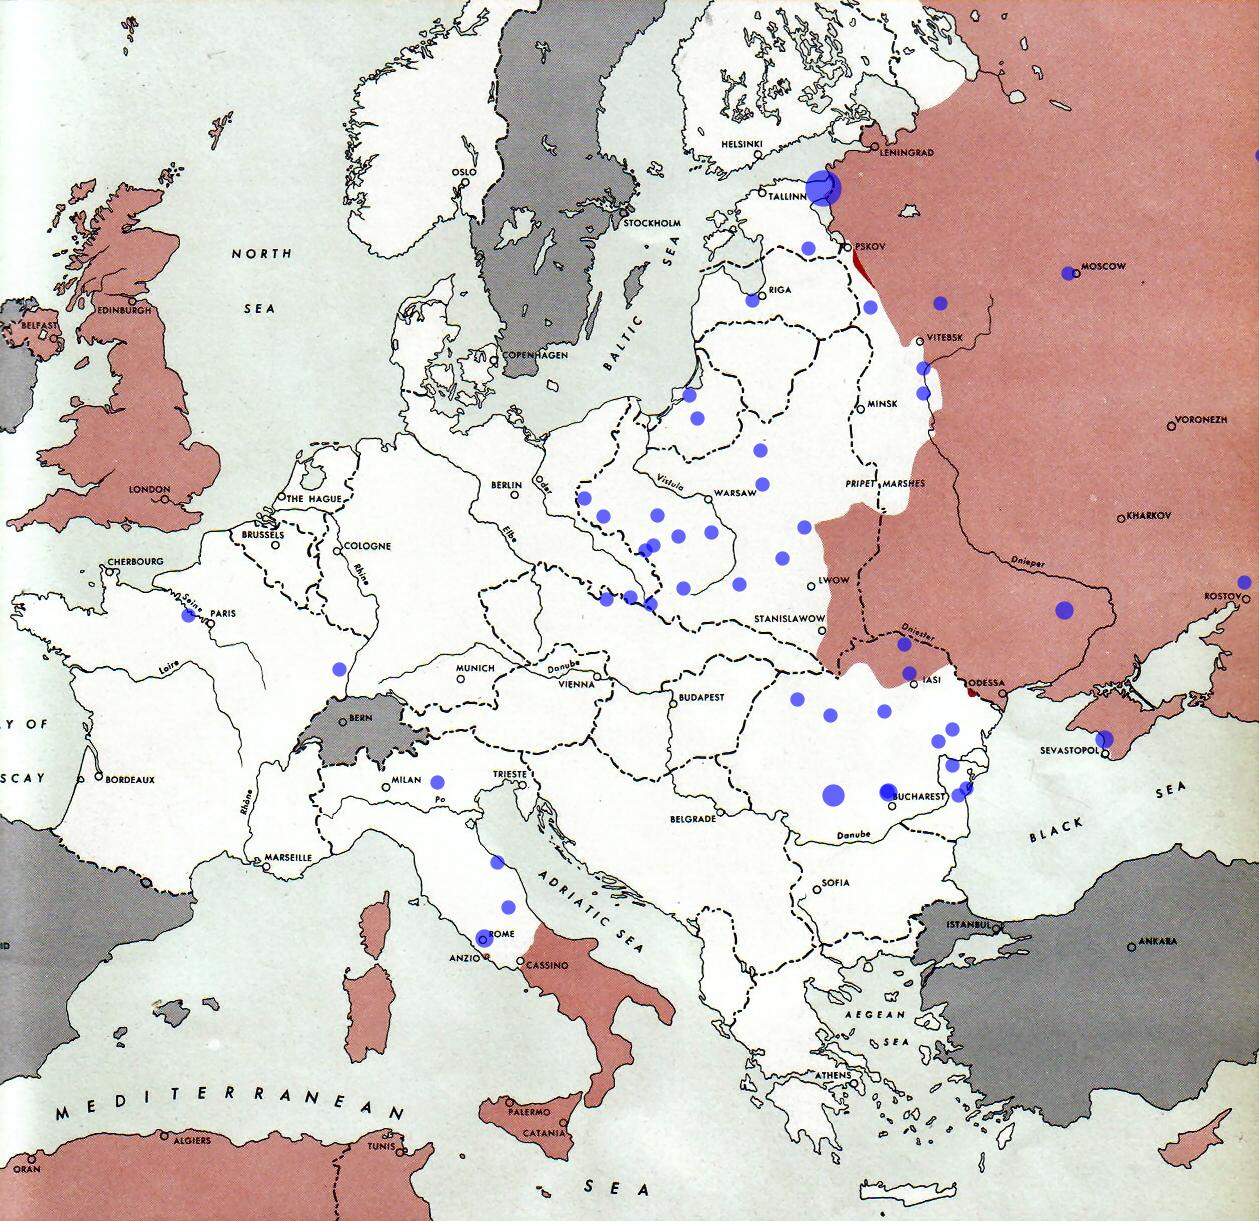 HELSINKI
LENINGRAD
OSLO
TALLINN
STOCKHOLM
NORTH
SEA
PSKOV
MOSCOW
RIGA
EDINBURGH
BELFAST
BALTIC SEA
VITEBSK
COPENHAGEN
MINSK
VORONEZH
LONDON
THE HAGUE
BERLIN
Oder
Vistula
WARSAW
PRIPET MARSHES
KHARKOV
BRUSSELS
COLOGNE
Elbe
CHERBOURG
Rhine
Dnieper
LWOW
ROSTOV
Seine
PARIS
STANISLAWOW
Dniester
Loire
MUNICH
Danube
VIENNA
IASI
ODESSA
BUDAPEST
BERN
AY OF
SCAY
BORDEAUX
MILAN
TRIESTE
SEVASTOPOL
Rhône
Po
BUCHAREST
BELGRADE
Danube
BLACK SEA
MARSEILLE
SOFIA
ADRIATIC SEA
ISTANBUL
ROME
ID
ANKARA
ANZIO
CASSINO
AEGEAN
SEA
ATHENS
MEDITERRANEAN
PALERMO
CATANIA
ALGIERS
TUNIS
ORAN
SEA